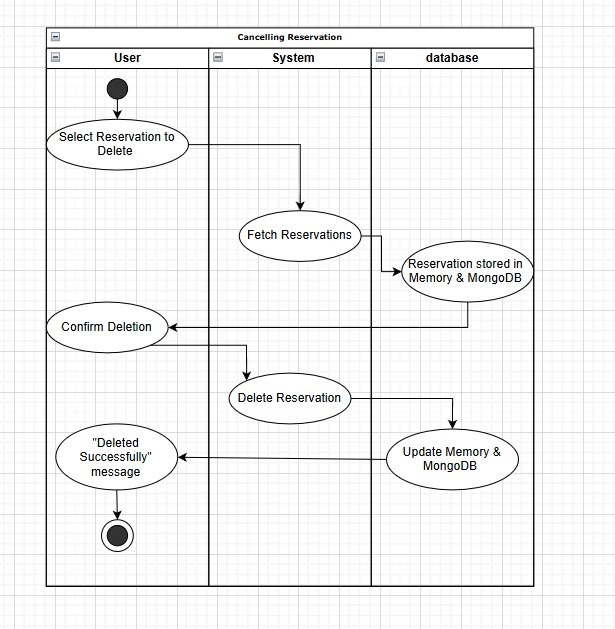 Cancelling Reservation
User
System
database
Select Reservation to
Delete
Fetch Reservations
Reservation stored in
Memory & MongoDB
Confirm Deletion
Delete Reservation
"Deleted
Successfully"
message
Update Memory &
MongoDB